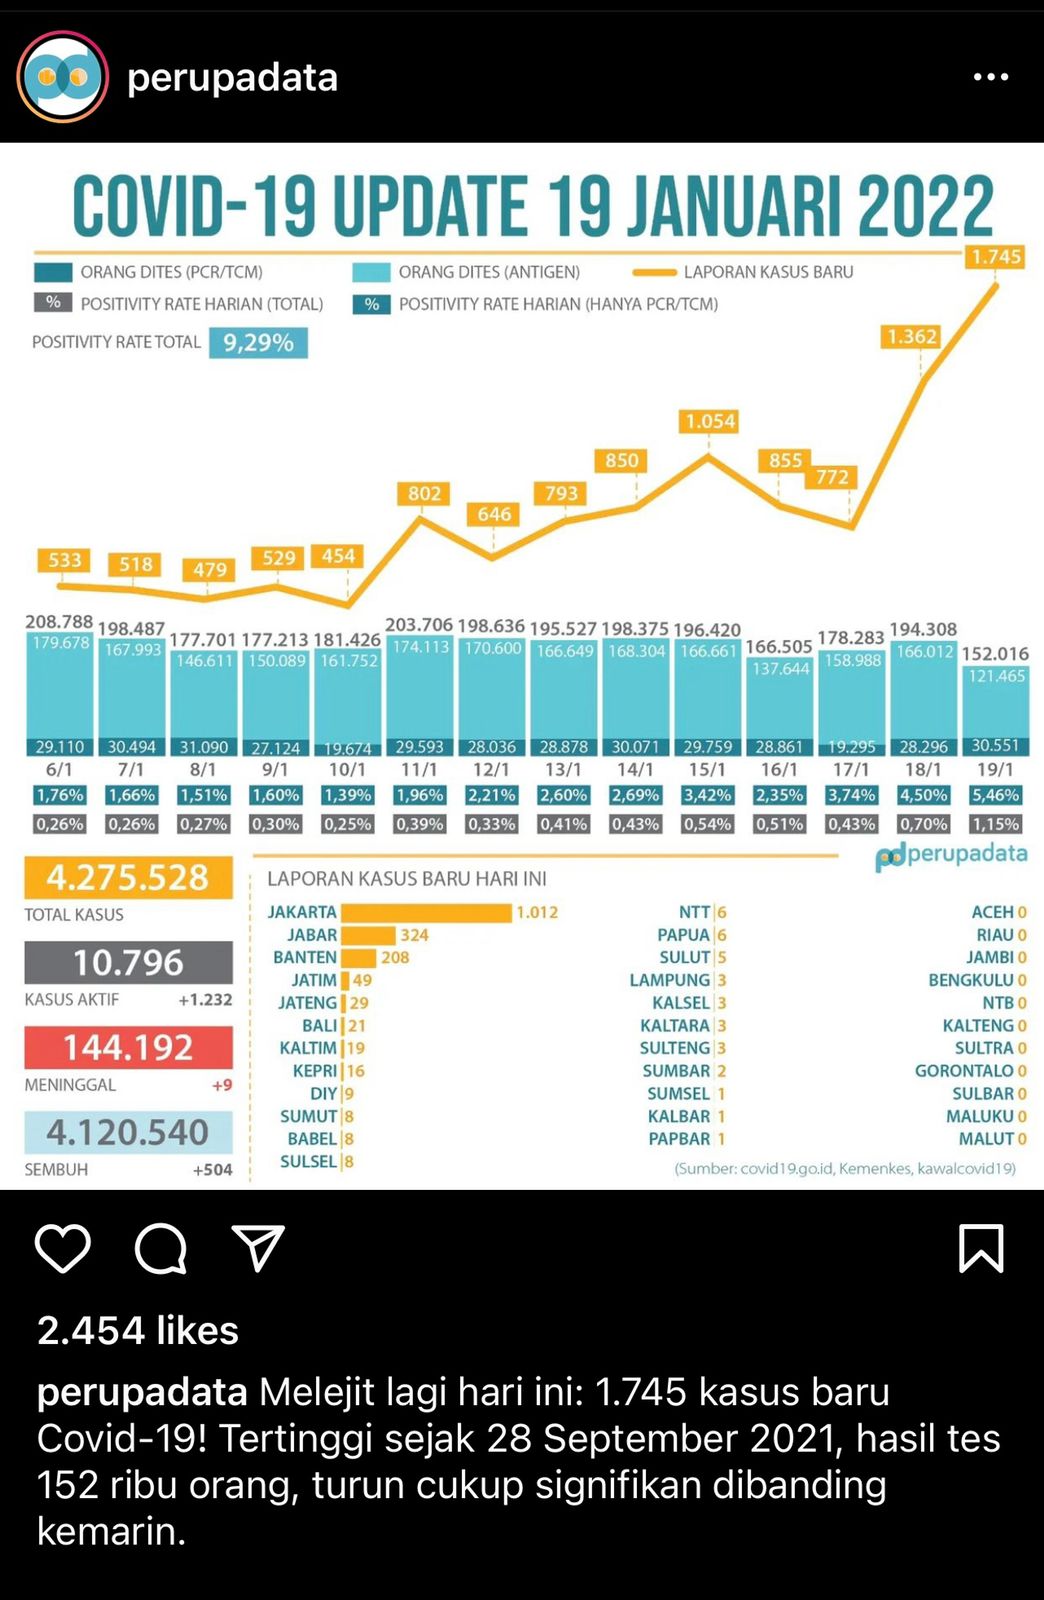 perupadata
COVID-19 UPDATE 19 JANUARI 2022
ORANG DITES (PCR/TCM)
ORANG DITES (ANTIGEN)
LAPORAN KASUS BARU
% POSITIVITY RATE HARIAN (TOTAL)
% POSITIVITY RATE HARIAN (HANYA PCR/TCM)
POSITIVITY RATE TOTAL 9,29%
533 518 479 529 454 802 646 793 850 1.054 855 772 1.362 1.745
208.788 198.487 177.701 177.213 181.426 203.706 198.636 195.527 198.375 196.420 166.505 178.283 194.308 152.016
179.678 167.993 146.611 150.089 161.752 174.113 170.600 166.649 168.304 166.661 137.644 158.988 166.012 121.465
29.110 30.494 31.090 27.124 19.674 29.593 28.036 28.878 30.071 29.759 28.861 19.295 28.296 30.551
6/1 7/1 8/1 9/1 10/1 11/1 12/1 13/1 14/1 15/1 16/1 17/1 18/1 19/1
1,76% 1,66% 1,51% 1,60% 1,39% 1,96% 2,21% 2,60% 2,69% 3,42% 2,35% 3,74% 4,50% 5,46%
0,26% 0,26% 0,27% 0,30% 0,25% 0,39% 0,33% 0,41% 0,43% 0,54% 0,51% 0,43% 0,70% 1,15%
pd perupadata
4.275.528
TOTAL KASUS
10.796
KASUS AKTIF +1.232
144.192
MENINGGAL +9
4.120.540
SEMBUH +504
LAPORAN KASUS BARU HARI INI
JAKARTA 1.012
JABAR 324
BANTEN 208
JATIM 49
JATENG 29
BALI 21
KALTIM 19
KEPRI 16
DIY 9
SUMUT 8
BABEL 8
SULSEL 8
NTT 6
PAPUA 6
SULUT 5
LAMPUNG 3
KALSEL 3
KALTARA 3
SULTENG 3
SUMBAR 2
SUMSEL 1
KALBAR 1
PAPBAR 1
ACEH 0
RIAU 0
JAMBI 0
BENGKULU 0
NTB 0
KALTENG 0
SULTRA 0
GORONTALO 0
SULBAR 0
MALUKU 0
MALUT 0
(Sumber: covid19.go.id, Kemenkes, kawalcovid19)
2.454 likes
perupadata Melejit lagi hari ini: 1.745 kasus baru
Covid-19! Tertinggi sejak 28 September 2021, hasil tes
152 ribu orang, turun cukup signifikan dibanding
kemarin.